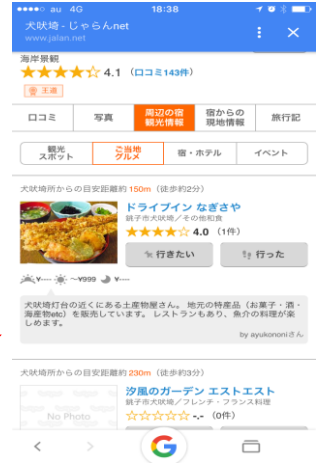 au 4G 18:38
犬吠埼 - じゃらんnet
www.jalan.net
海岸景観
4.1 (口コミ143件)
王道
口コミ 写真 周辺の宿 観光情報 宿からの 現地情報 旅行記
観光 スポット ご当地 グルメ 宿・ホテル イベント
犬吠埼からの目安距離約 150m (徒歩約2分)
ドライブイン なぎさや
銚子市犬吠埼/その他和食
4.0 (1件)
行きたい 行った
¥---- ~¥999 ¥----
犬吠埼灯台の近くにある土産物屋さん。 地元の特産品(お菓子・酒・
海産物etc)を販売しています。 レストランもあり、魚介の料理が楽
しめます。
by ayukononiさん
犬吠埼からの目安距離約 230m (徒歩約3分)
汐風のガーデン エストエスト
銚子市犬吠埼/フレンチ・フランス料理
-.- (0件)
No Photo